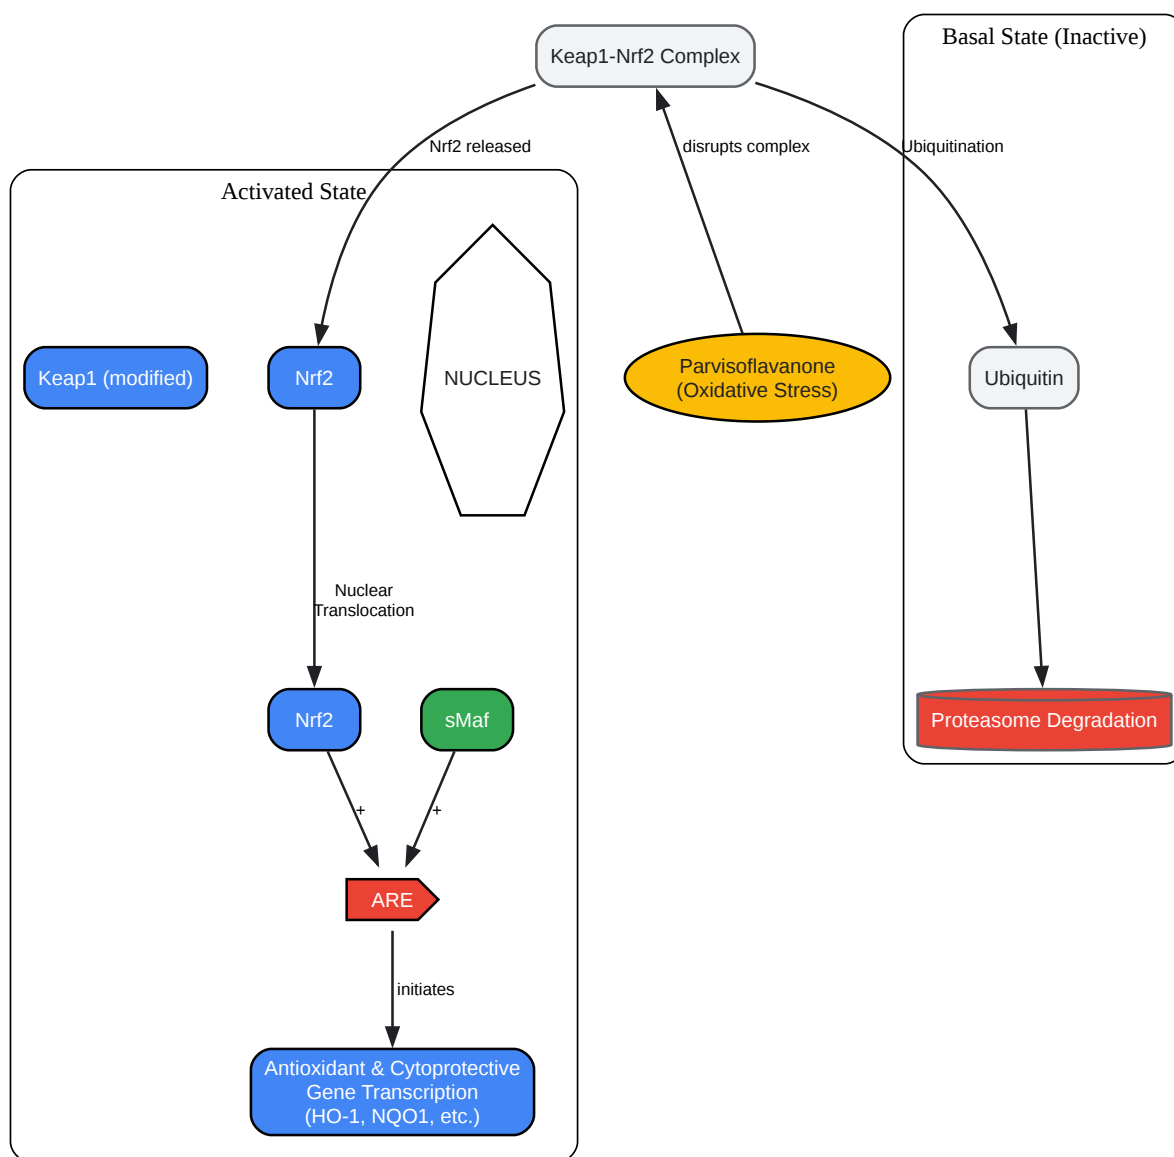 Basal State (Inactive)
Keap1-Nrf2 Complex
Nrf2 released
disrupts complex
Ubiquitination
Activated State
Keap1 (modified)
Nrf2
NUCLEUS
Parvisoflavanone
(Oxidative Stress)
Ubiquitin
Nuclear
Translocation
Nrf2
sMaf
Proteasome Degradation
+
+
ARE
initiates
Antioxidant & Cytoprotective
Gene Transcription
(HO-1, NQO1, etc.)